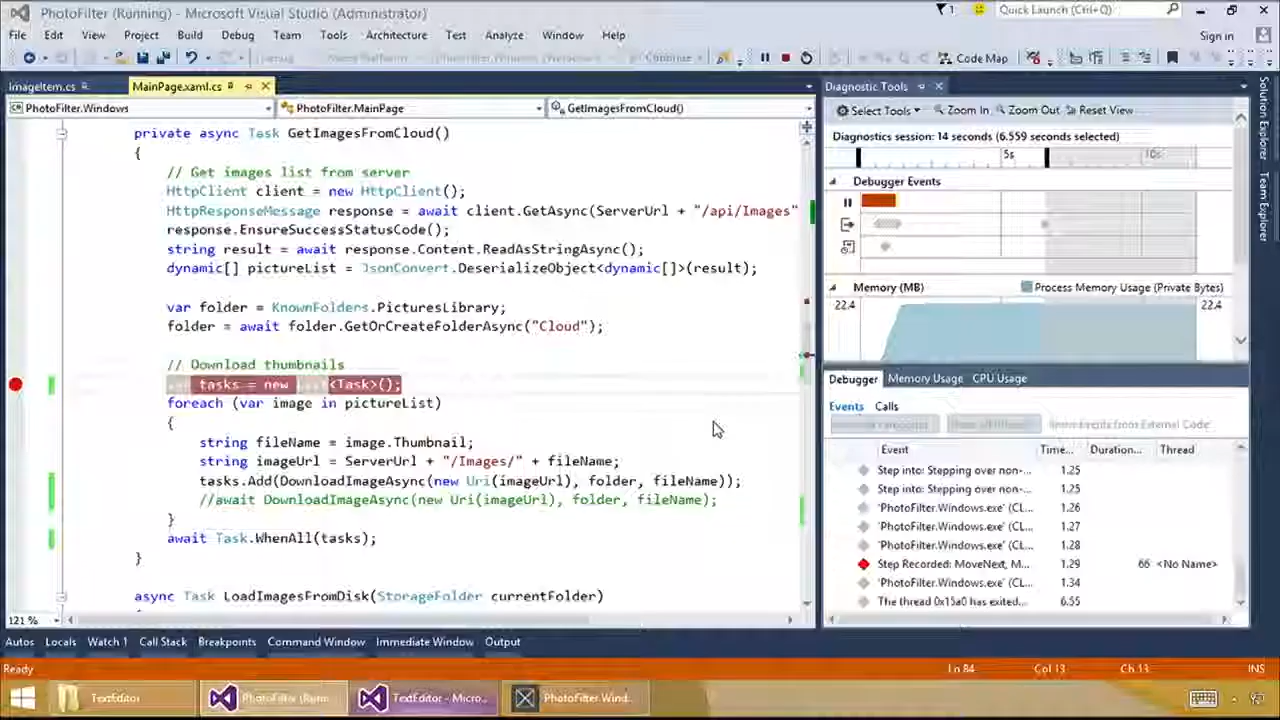 PhotoFilter (Running) - Microsoft Visual Studio (Administrator)
1
Quick Launch (Ctrl+Q)
File Edit View Project Build Debug Team Tools Architecture Test Analyze Window Help
Sign in
Continue
Code Map
ImageItem.cs
MainPage.xaml.cs
PhotoFilter.Windows
PhotoFilter.MainPage
GetImagesFromCloud()
private async Task GetImagesFromCloud()
{
// Get images list from server
HttpClient client = new HttpClient();
HttpResponseMessage response = await client.GetAsync(ServerUrl + "/api/Images"
response.EnsureSuccessStatusCode();
string result = await response.Content.ReadAsStringAsync();
dynamic[] pictureList = JsonConvert.DeserializeObject<dynamic[]>(result);
var folder = KnownFolders.PicturesLibrary;
folder = await folder.GetOrCreateFolderAsync("Cloud");
// Download thumbnails
tasks = new <Task>();
foreach (var image in pictureList)
{
string fileName = image.Thumbnail;
string imageUrl = ServerUrl + "/Images/" + fileName;
tasks.Add(DownloadImageAsync(new Uri(imageUrl), folder, fileName));
//await DownloadImageAsync(new Uri(imageUrl), folder, fileName);
}
await Task.WhenAll(tasks);
}
async Task LoadImagesFromDisk(StorageFolder currentFolder)
121 %
Diagnostic Tools
Select Tools Zoom In Zoom Out Reset View
Diagnostics session: 14 seconds (6.559 seconds selected)
5s 10s
Debugger Events
Memory (MB) Process Memory Usage (Private Bytes)
22.4 22.4
Debugger Memory Usage CPU Usage
Events Calls
Show Events from External Code
Event Time... Duration... Thread
Step into: Stepping over non-... 1.25
Step into: Stepping over non-... 1.25
'PhotoFilter.Windows.exe' (CL... 1.26
'PhotoFilter.Windows.exe' (CL... 1.27
'PhotoFilter.Windows.exe' (CL... 1.28
Step Recorded: MoveNext, M... 1.29 66 <No Name>
'PhotoFilter.Windows.exe' (CL... 1.34
The thread 0x15a0 has exited... 6.55
Solution Explorer
Team Explorer
Autos Locals Watch 1 Call Stack Breakpoints Command Window Immediate Window Output
Ready Ln 84 Col 13 Ch 13 INS
TextEditor
PhotoFilter (Runn...
TextEditor - Micro...
PhotoFilter.Wind...